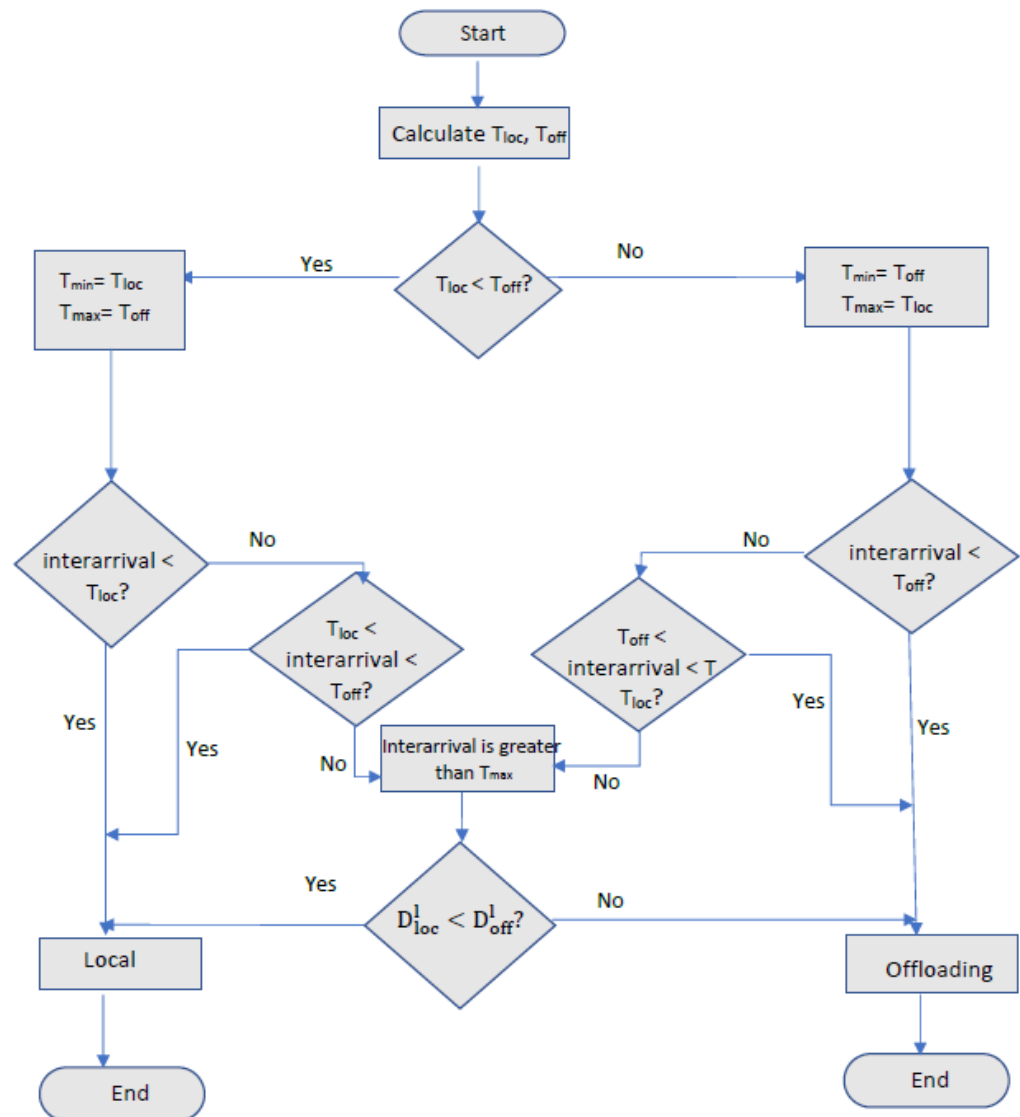 Start
Calculate Tloc, Toff
Yes
Tloc < Toff?
No
Tmin= Tloc
Tmax= Toff
Tmin= Toff
Tmax= Tloc
interarrival <
Tloc?
No
Tloc <
interarrival <
Toff?
No
Toff <
interarrival < T
Tloc?
interarrival <
Toff?
Yes
Yes
No
Interarrival is greater
than Tmax
No
Yes
Yes
Yes
D^l_loc < D^l_off?
No
Local
Offloading
End
End